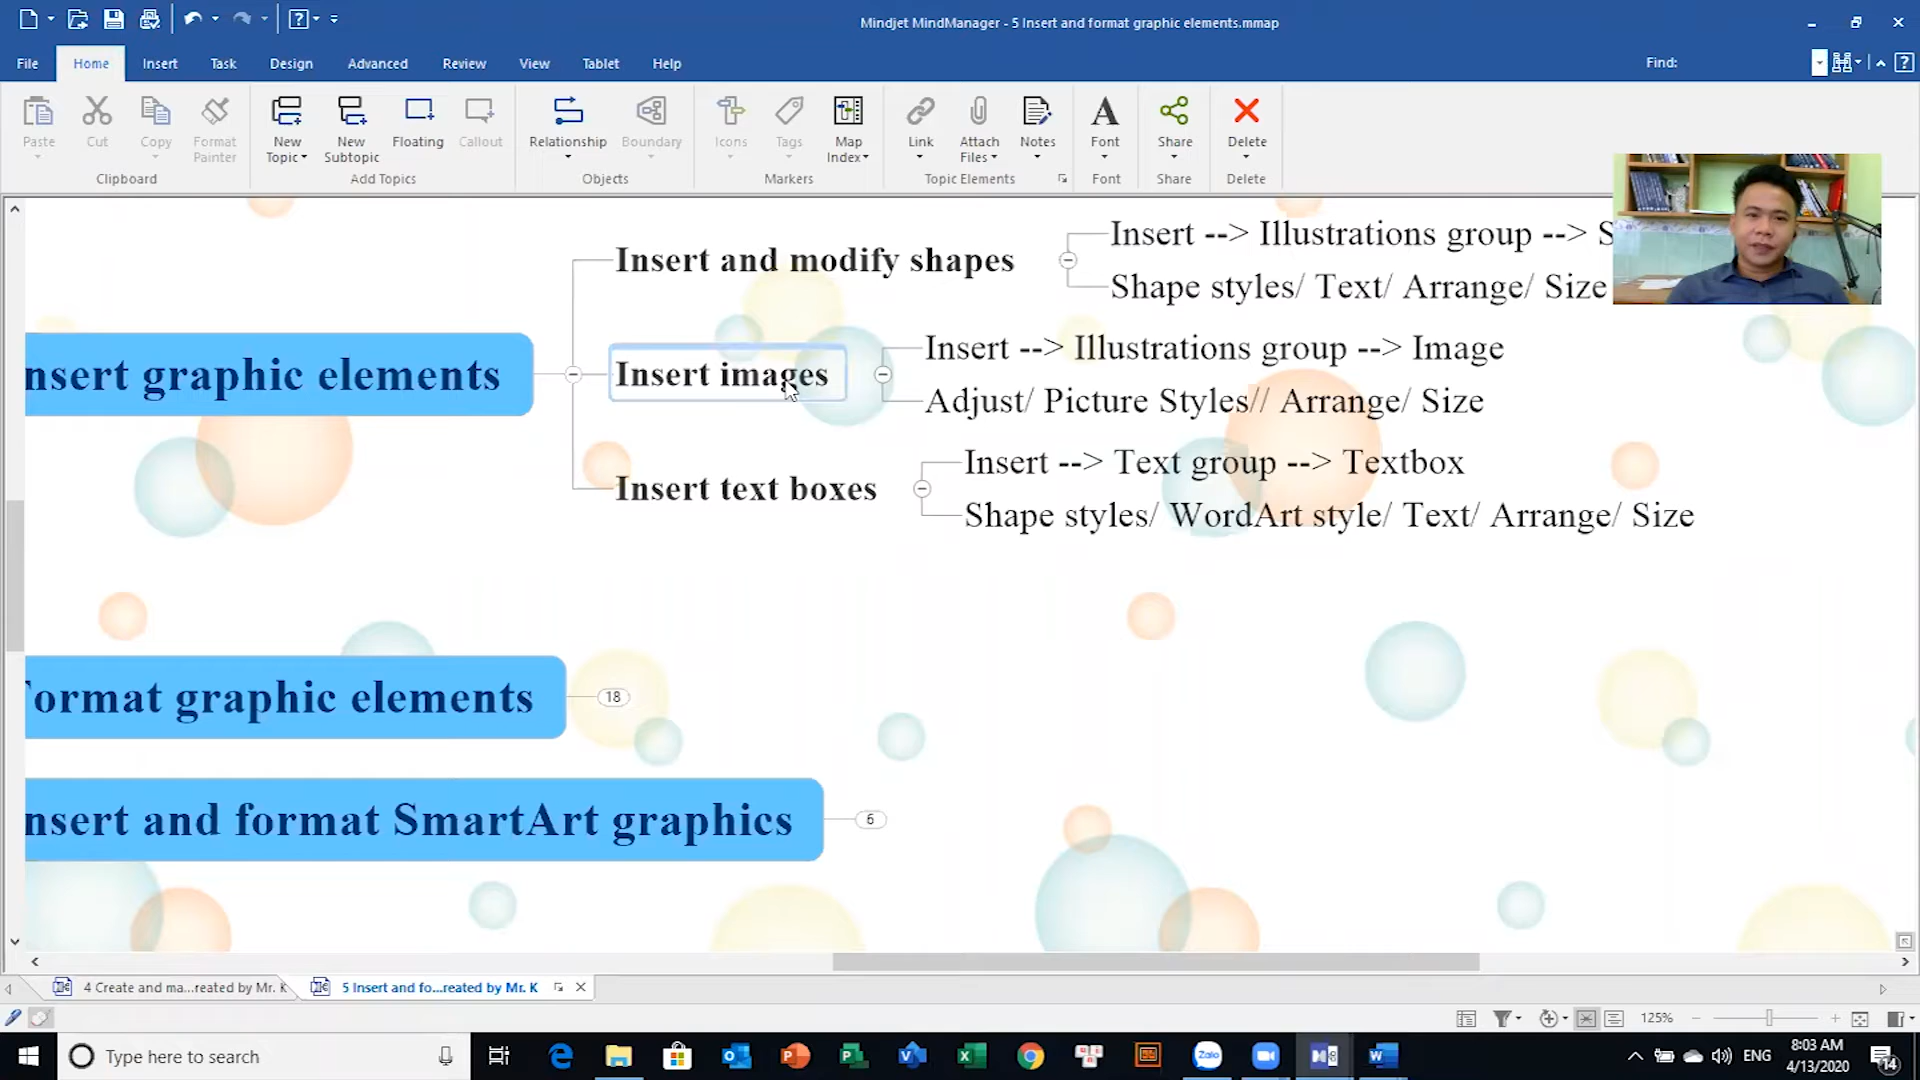 Mindjet MindManager - 5 Insert and format graphic elements.mmap
File Home Insert Task Design Advanced Review View Tablet Help Find:
Paste Cut Copy Format Painter
New Topic New Subtopic Floating Callout
Relationship Boundary
Icons Tags Map Index
Link Attach Files Notes
Font Share Delete
Clipboard Add Topics Objects Markers Topic Elements Font Share Delete
Insert and modify shapes
Insert --> Illustrations group --> S
Shape styles/ Text/ Arrange/ Size
nsert graphic elements
Insert images
Insert --> Illustrations group --> Image
Adjust/ Picture Styles// Arrange/ Size
Insert text boxes
Insert --> Text group --> Textbox
Shape styles/ WordArt style/ Text/ Arrange/ Size
ormat graphic elements 18
nsert and format SmartArt graphics 6
4 Create and ma...reated by Mr. K
5 Insert and fo...reated by Mr. K
125%
Type here to search
Zalo
ENG
8:03 AM
4/13/2020
14